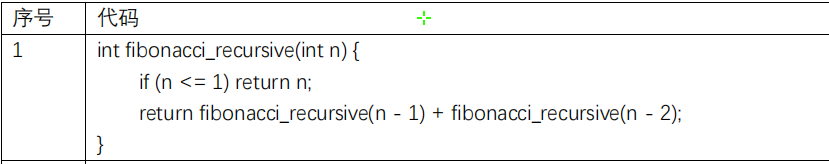 序号 代码
1 int fibonacci_recursive(int n) {
if (n <= 1) return n;
return fibonacci_recursive(n - 1) + fibonacci_recursive(n - 2);
}